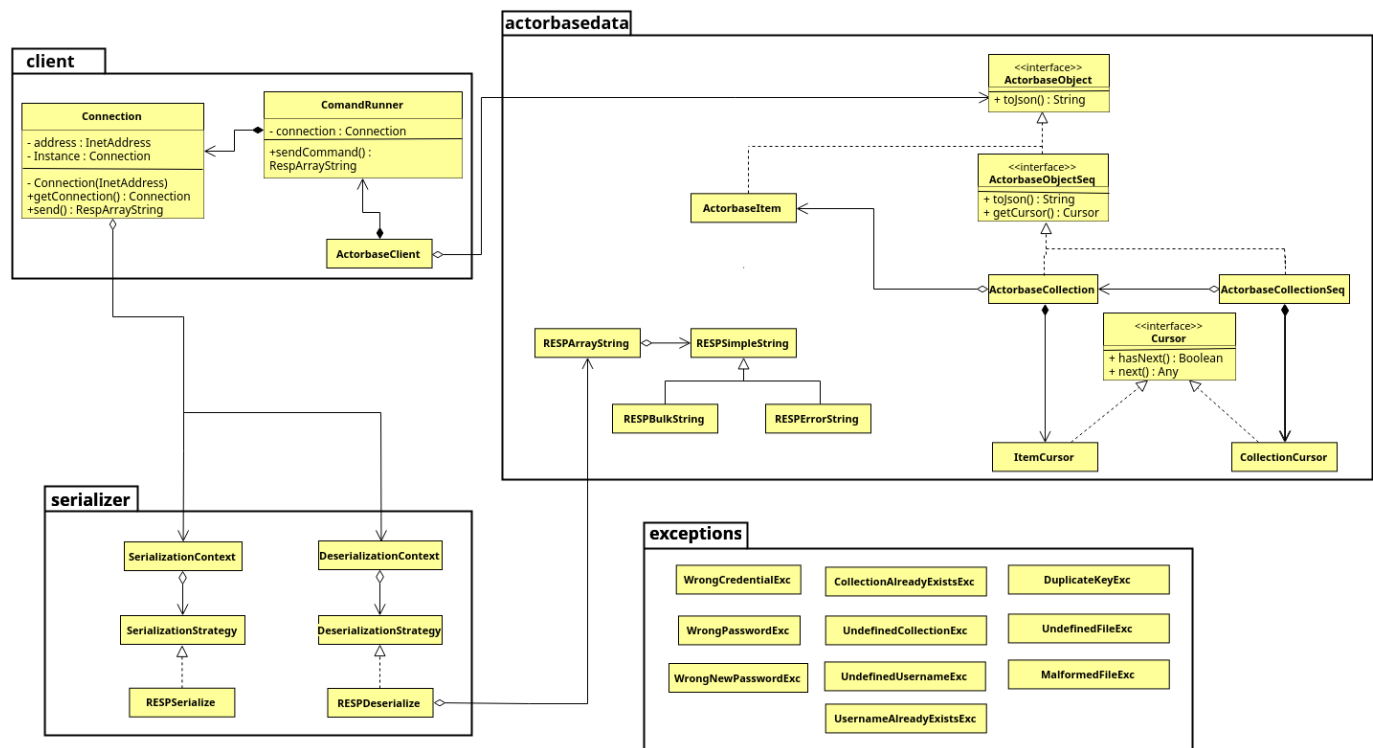 client
Connection
- address : InetAddress
- Instance : Connection
- Connection(InetAddress)
+getConnection() : Connection
+send() : RespArrayString
ComandRunner
- connection : Connection
+sendCommand() :
RespArrayString
ActorbaseClient
actorbasedata
<<interface>>
ActorbaseObject
+ toJson() : String
<<interface>>
ActorbaseObjectSeq
+ toJson() : String
+ getCursor() : Cursor
ActorbaseItem
ActorbaseCollection
ActorbaseCollectionSeq
<<interface>>
Cursor
+ hasNext() : Boolean
+ next() : Any
RESPArrayString
RESPSimpleString
RESPBulkString
RESPErrorString
ItemCursor
CollectionCursor
serializer
SerializationContext
DeserializationContext
SerializationStrategy
DeserializationStrategy
RESPSerialize
RESPDeserialize
exceptions
WrongCredentialExc
CollectionAlreadyExistsExc
DuplicateKeyExc
WrongPasswordExc
UndefinedCollectionExc
UndefinedFileExc
WrongNewPasswordExc
UndefinedUsernameExc
MalformedFileExc
UsernameAlreadyExistsExc